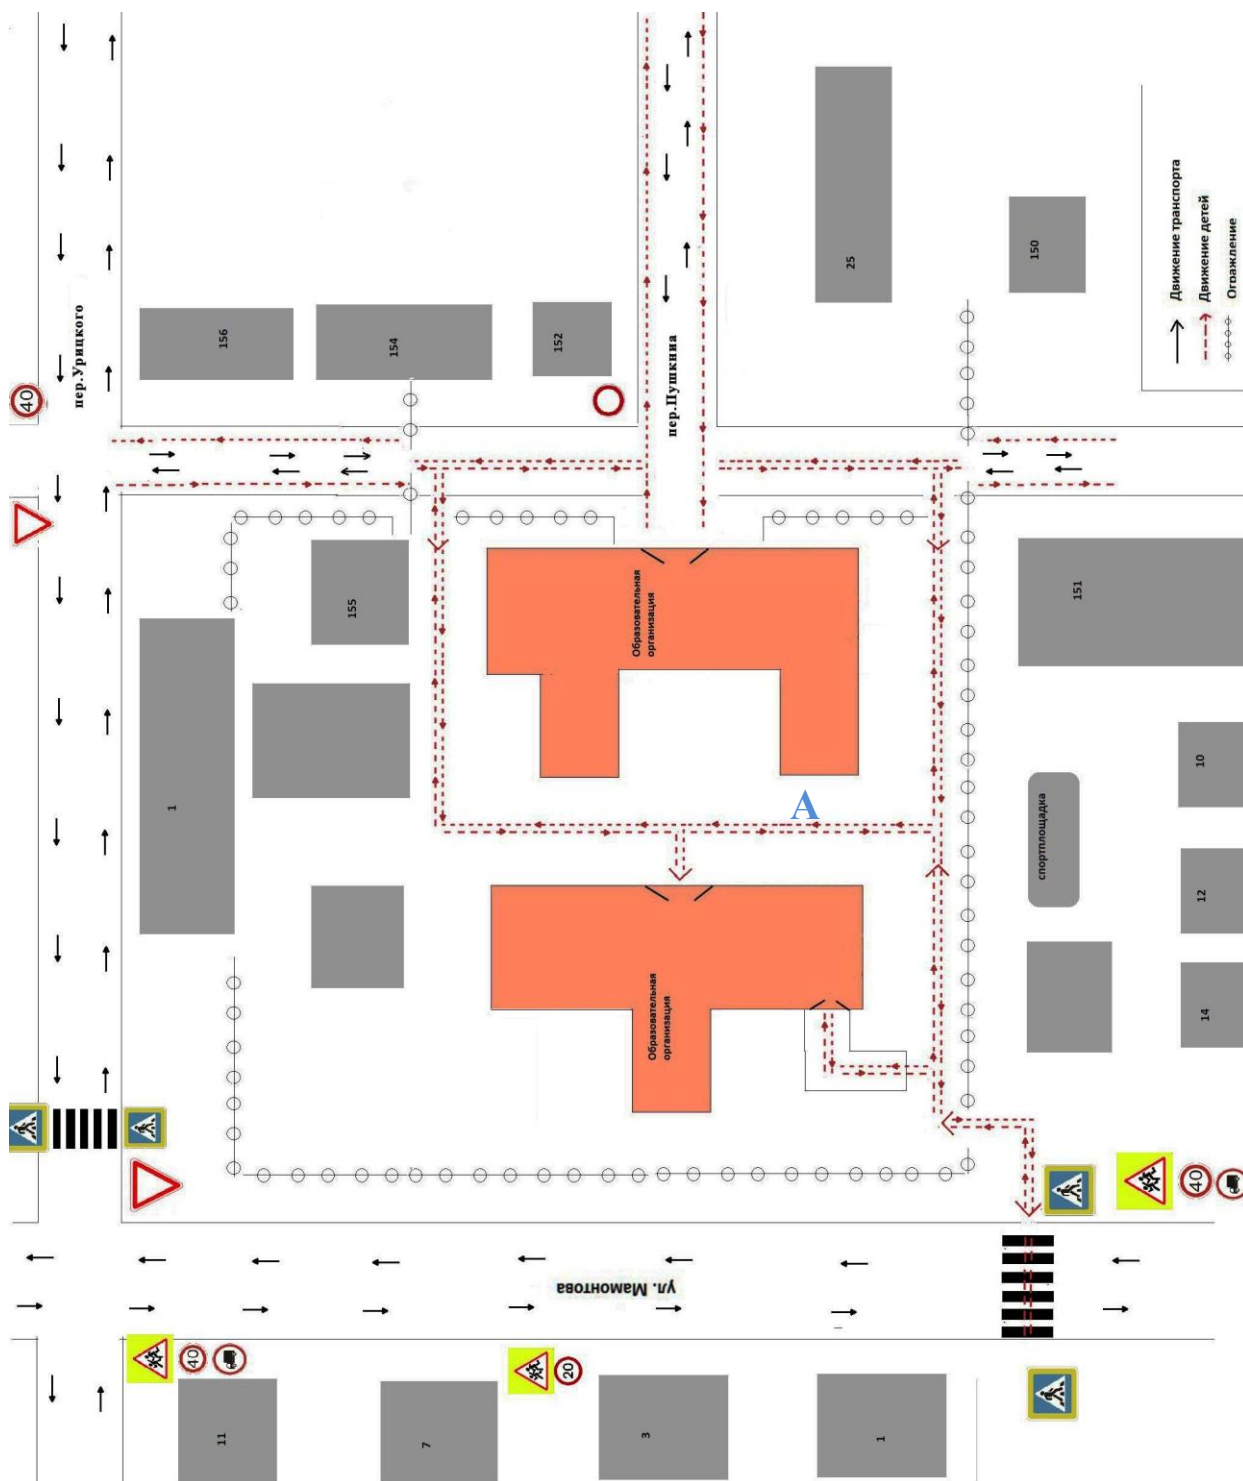 40
пер.Урицкого
156
154
152
пер.Пушкина
25
150
Движение транспорта
Движение детей
Ограждение
155
Образовательная
организация
151
1
А
10
спортплощадка
12
14
Образовательная
организация
40
ул. Мамонтова
40
20
11
7
3
1